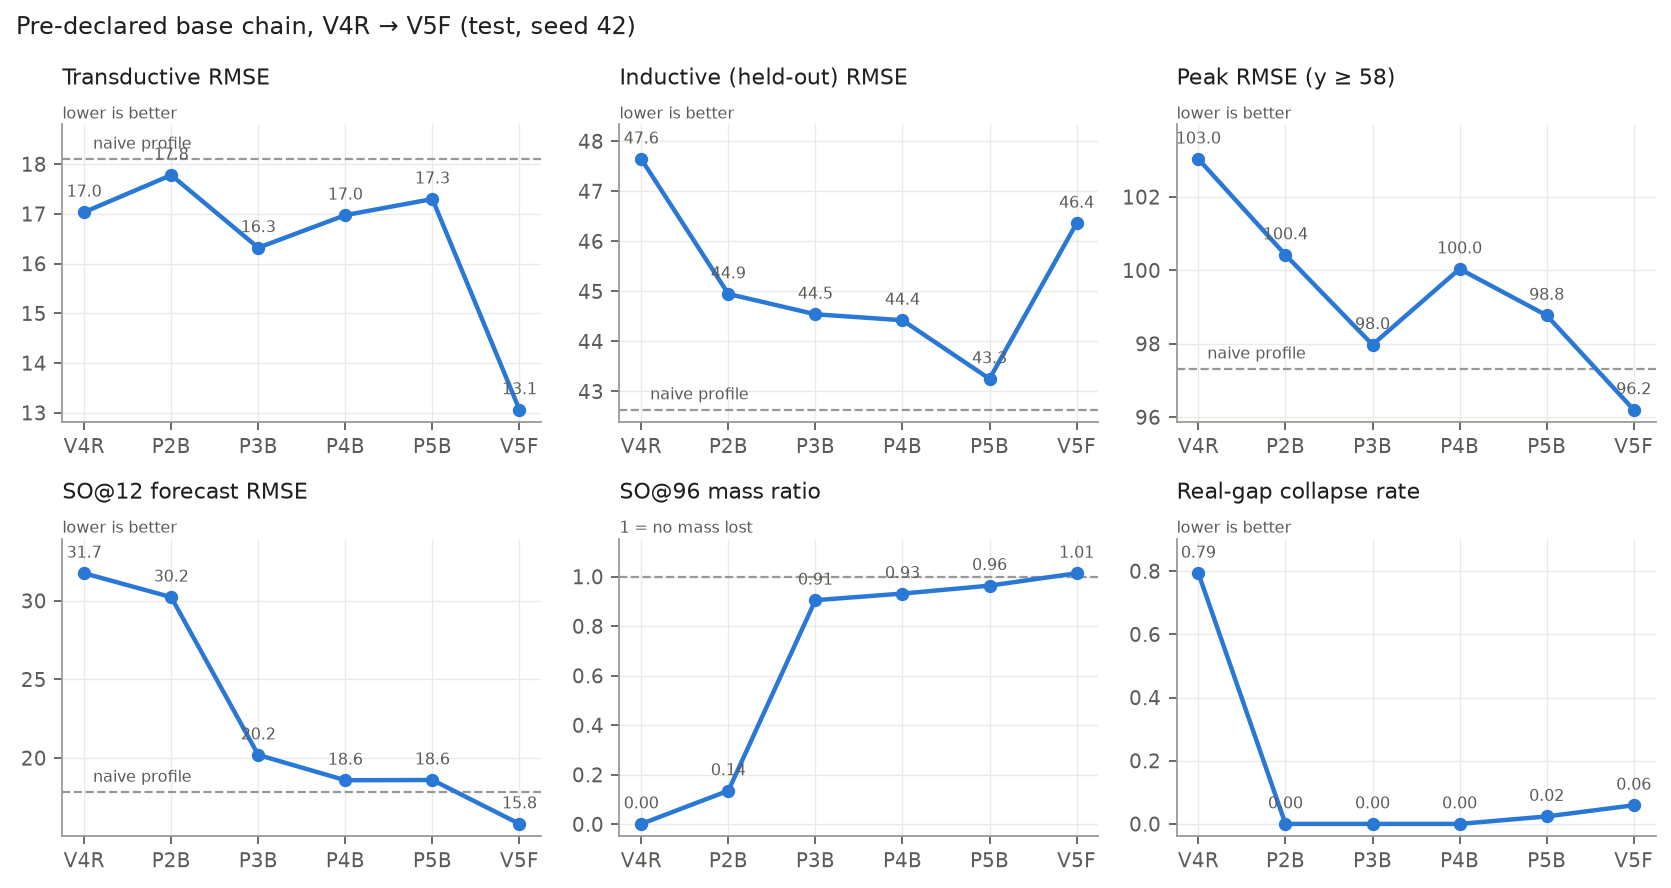 Pre-declared base chain, V4R → V5F (test, seed 42)
Transductive RMSE
lower is better
naive profile
17.0
17.8
16.3
17.0
17.3
13.1
18
17
16
15
14
13
V4R P2B P3B P4B P5B V5F
Inductive (held-out) RMSE
lower is better
47.6
44.9
44.5
44.4
43.3
46.4
naive profile
48
47
46
45
44
43
V4R P2B P3B P4B P5B V5F
Peak RMSE (y ≥ 58)
lower is better
103.0
100.4
98.0
100.0
98.8
96.2
naive profile
102
100
98
96
V4R P2B P3B P4B P5B V5F
SO@12 forecast RMSE
lower is better
31.7
30.2
20.2
18.6
18.6
15.8
naive profile
30
25
20
V4R P2B P3B P4B P5B V5F
SO@96 mass ratio
1 = no mass lost
0.00
0.14
0.91
0.93
0.96
1.01
1.0
0.8
0.6
0.4
0.2
0.0
V4R P2B P3B P4B P5B V5F
Real-gap collapse rate
lower is better
0.79
0.00
0.00
0.00
0.02
0.06
0.8
0.6
0.4
0.2
0.0
V4R P2B P3B P4B P5B V5F